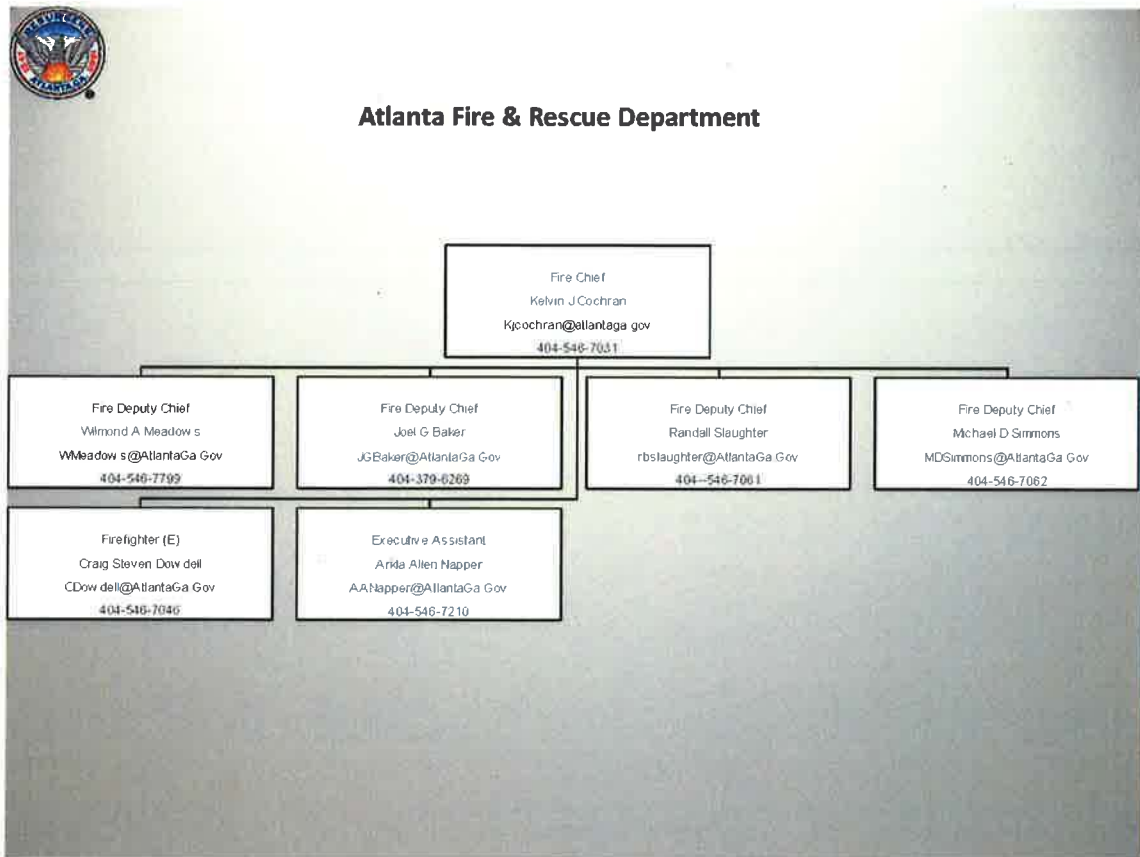 RESURGENS
ATLANTA, GA.
Atlanta Fire & Rescue Department
Fire Chief
Kelvin J Cochran
Kjcochran@atlantaga gov
404-546-7031
Fire Deputy Chief
Wilmond A Meadow s
WMeadow s@AtlantaGa Gov
404-546-7799
Fire Deputy Chief
Joel G Baker
JGBaker@AtlantaGa Gov
404-379-6269
Fire Deputy Chief
Randall Slaughter
rbslaughter@AtlantaGa Gov
404--546-7061
Fire Deputy Chief
Michael D Simmons
MDSimmons@AtlantaGa Gov
404-546-7062
Firefighter (E)
Craig Steven Dow dell
CDow dell@AtlantaGa Gov
404-546-7046
Executive Assistant
Allen Napper
AANapper@AtlantaGa Gov
404-546-7210